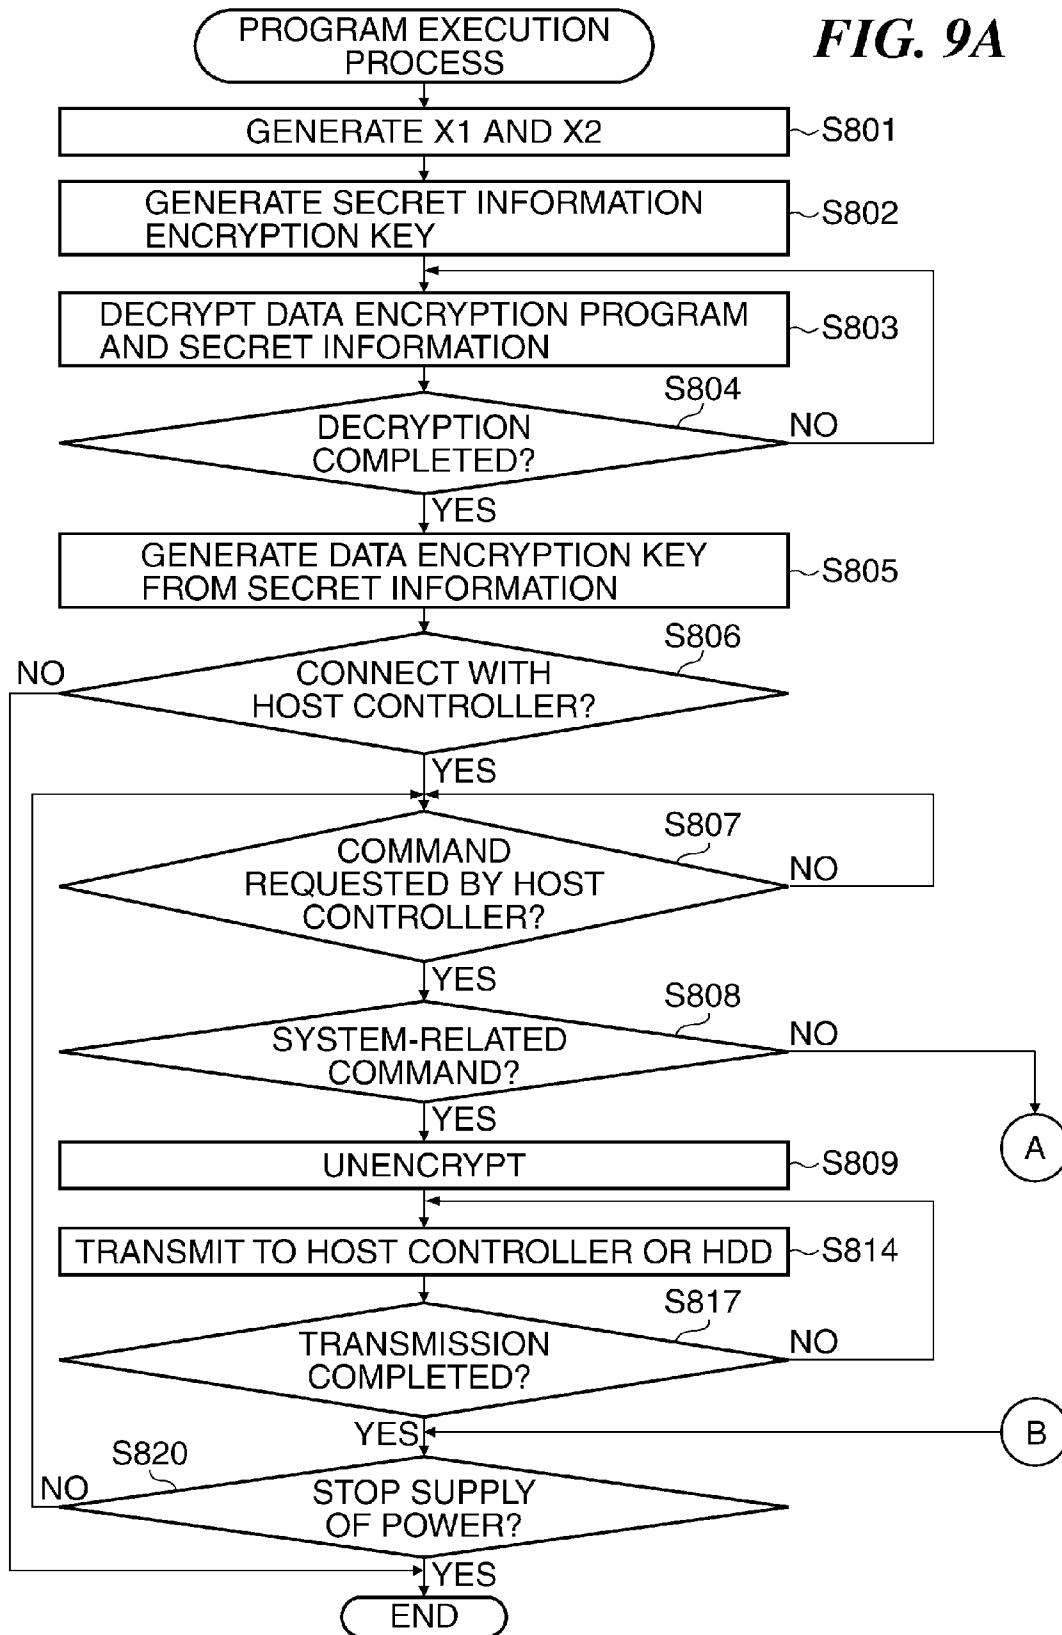 PROGRAM EXECUTION
PROCESS
FIG. 9A
GENERATE X1 AND X2
S801
GENERATE SECRET INFORMATION
ENCRYPTION KEY
S802
DECRYPT DATA ENCRYPTION PROGRAM
AND SECRET INFORMATION
S803
S804
DECRYPTION
COMPLETED?
NO
YES
GENERATE DATA ENCRYPTION KEY
FROM SECRET INFORMATION
S805
S806
NO
CONNECT WITH
HOST CONTROLLER?
YES
S807
COMMAND
REQUESTED BY HOST
CONTROLLER?
NO
YES
S808
SYSTEM-RELATED
COMMAND?
NO
YES
A
UNENCRYPT
S809
TRANSMIT TO HOST CONTROLLER OR HDD
S814
S817
TRANSMISSION
COMPLETED?
NO
YES
B
S820
NO
STOP SUPPLY
OF POWER?
YES
END